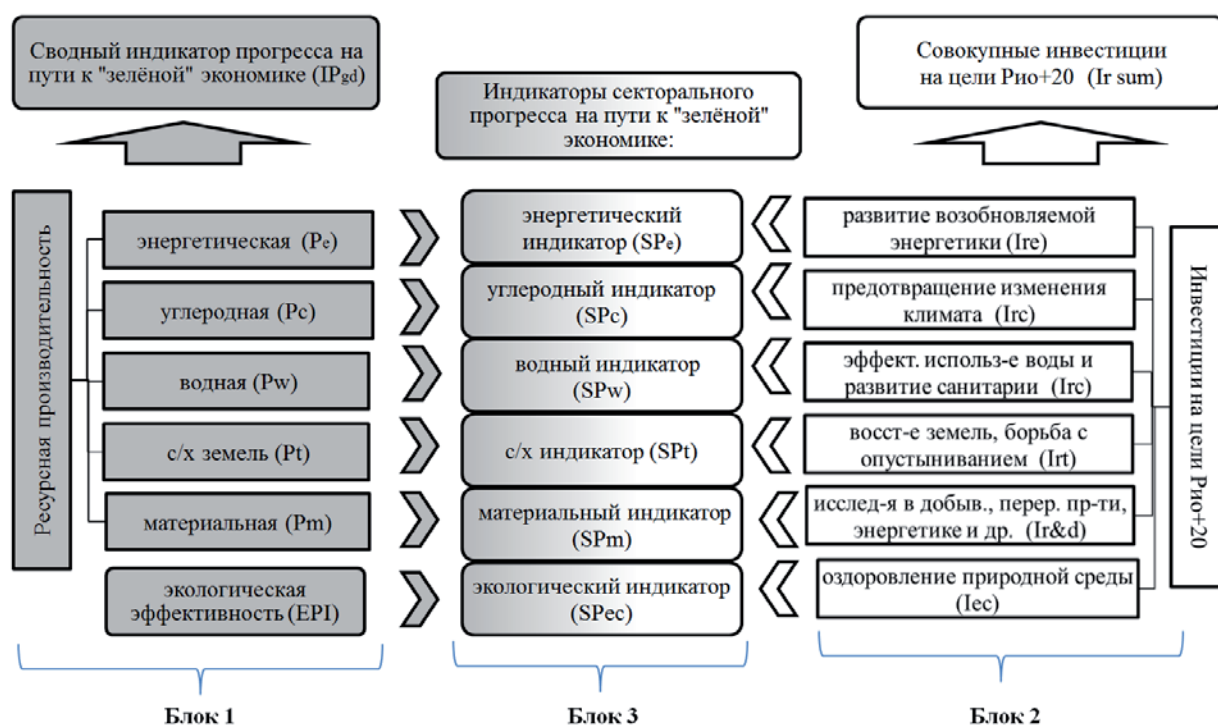 Сводный индикатор прогресса на
пути к "зелёной" экономике (IPgd)
Индикаторы секторального
прогресса на пути к "зелёной"
экономике:
Совокупные инвестиции
на цели Рио+20 (Ir sum)
Ресурсная производительность
энергетическая (Pe)
углеродная (Pc)
водная (Pw)
с/х земель (Pt)
материальная (Pm)
экологическая
эффективность (EPI)
энергетический
индикатор (SPe)
углеродный индикатор
(SPc)
водный индикатор
(SPw)
с/х индикатор (SPt)
материальный индикатор
(SPm)
экологический индикатор
(SPec)
развитие возобновляемой
энергетики (Ire)
предотвращение изменения
климата (Irc)
эффект. использ-е воды и
развитие санитарии (Irc)
восст-е земель, борьба с
опустыниванием (Irt)
исслед-я в добыв., перер. пр-ти,
энергетике и др. (Ir&d)
оздоровление природной среды
(Iec)
Инвестиции на цели Рио+20
Блок 1
Блок 3
Блок 2